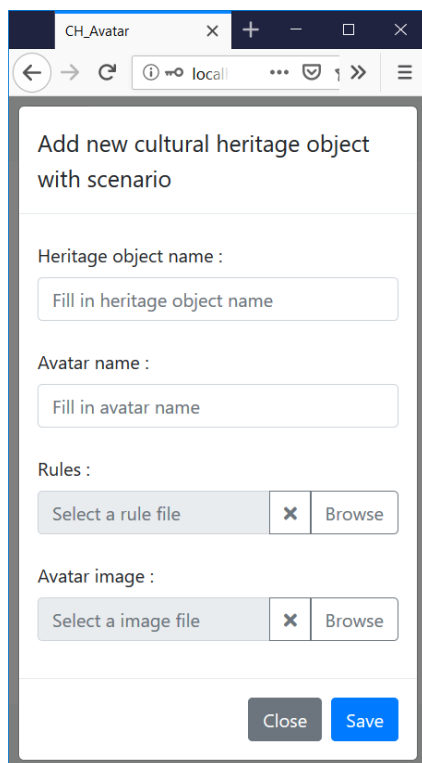 CH_Avatar
locall
Add new cultural heritage object
with scenario
Heritage object name :
Fill in heritage object name
Avatar name :
Fill in avatar name
Rules :
Select a rule file
Browse
Avatar image :
Select a image file
Browse
Close
Save